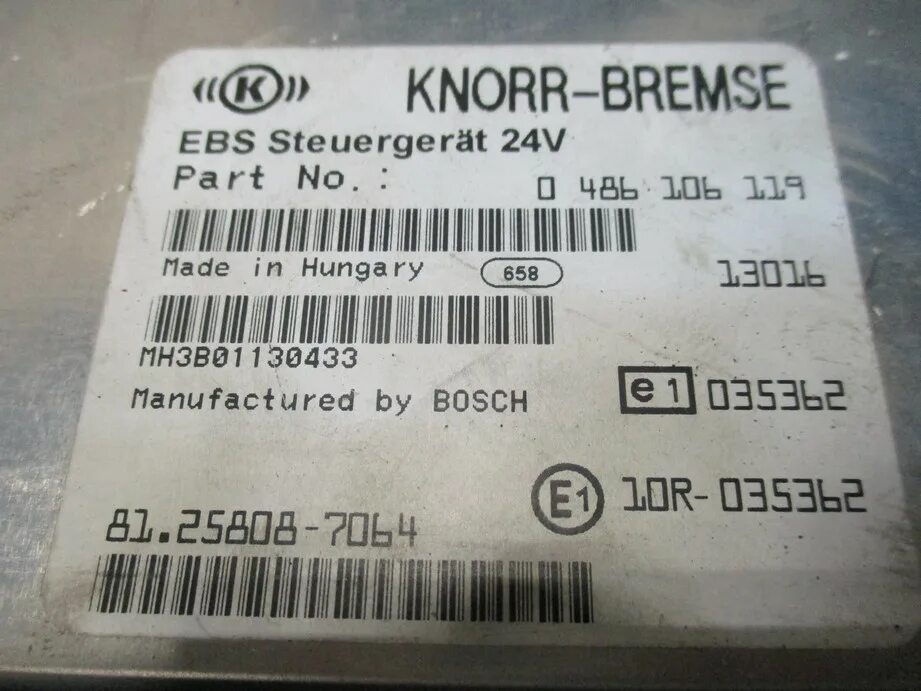 K KNORR-BREMSE
EBS Steuergerät 24V
Part No.: 0 486 106 119
Made in Hungary 658 13016
MH3B01130433
Manufactured by BOSCH e1 035362
E1 10R-035362
81.25808-7064